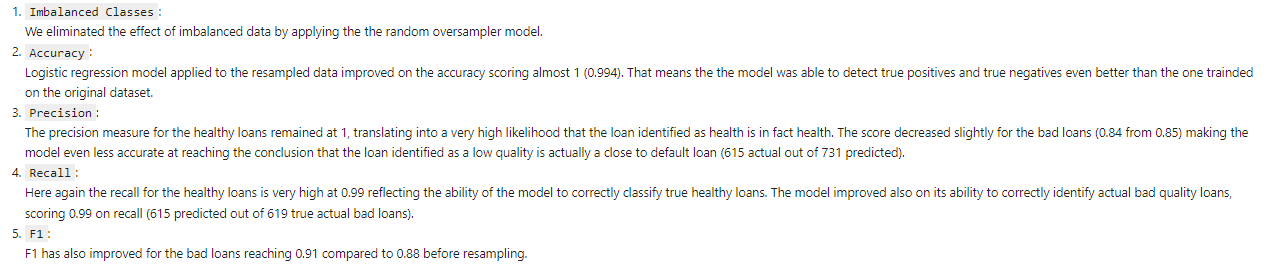 1. Imbalanced Classes:
We eliminated the effect of imbalanced data by applying the the random oversampler model.
2. Accuracy:
Logistic regression model applied to the resampled data improved on the accuracy scoring almost 1 (0.994). That means the the model was able to detect true positives and true negatives even better than the one trainded
on the original dataset.
3. Precision:
The precision measure for the healthy loans remained at 1, translating into a very high likelihood that the loan identified as health is in fact health. The score decreased slightly for the bad loans (0.84 from 0.85) making the
model even less accurate at reaching the conclusion that the loan identified as a low quality is actually a close to default loan (615 actual out of 731 predicted).
4. Recall:
Here again the recall for the healthy loans is very high at 0.99 reflecting the ability of the model to correctly classify true healthy loans. The model improved also on its ability to correctly identify actual bad quality loans,
scoring 0.99 on recall (615 predicted out of 619 true actual bad loans).
5. F1:
F1 has also improved for the bad loans reaching 0.91 compared to 0.88 before resampling.